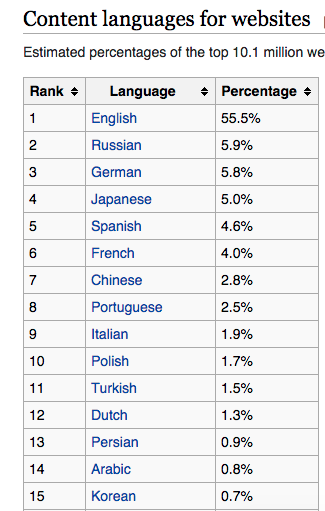 Content languages for websites
Estimated percentages of the top 10.1 million we
Rank Language Percentage
1 English 55.5%
2 Russian 5.9%
3 German 5.8%
4 Japanese 5.0%
5 Spanish 4.6%
6 French 4.0%
7 Chinese 2.8%
8 Portuguese 2.5%
9 Italian 1.9%
10 Polish 1.7%
11 Turkish 1.5%
12 Dutch 1.3%
13 Persian 0.9%
14 Arabic 0.8%
15 Korean 0.7%